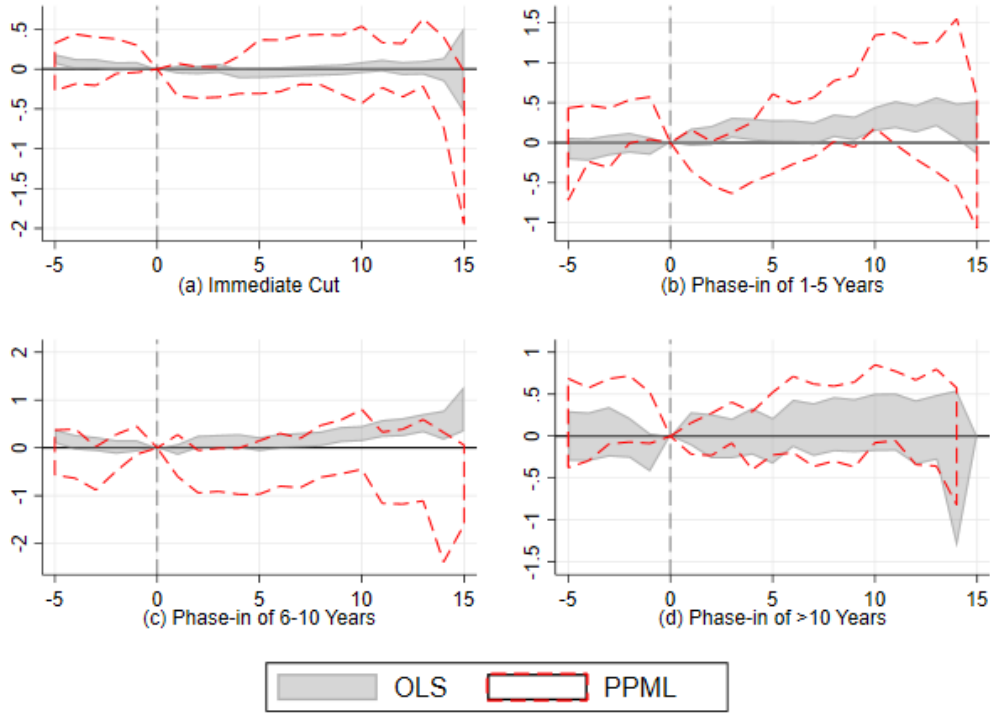 .5
0
-.5
-1
-1.5
-2
-5 0 5 10 15
(a) Immediate Cut
1.5
1
.5
0
-.5
-1
-5 0 5 10 15
(b) Phase-in of 1-5 Years
2
1
0
-1
-2
-5 0 5 10 15
(c) Phase-in of 6-10 Years
1
.5
0
-.5
-1
-1.5
-5 0 5 10 15
(d) Phase-in of >10 Years
OLS PPML